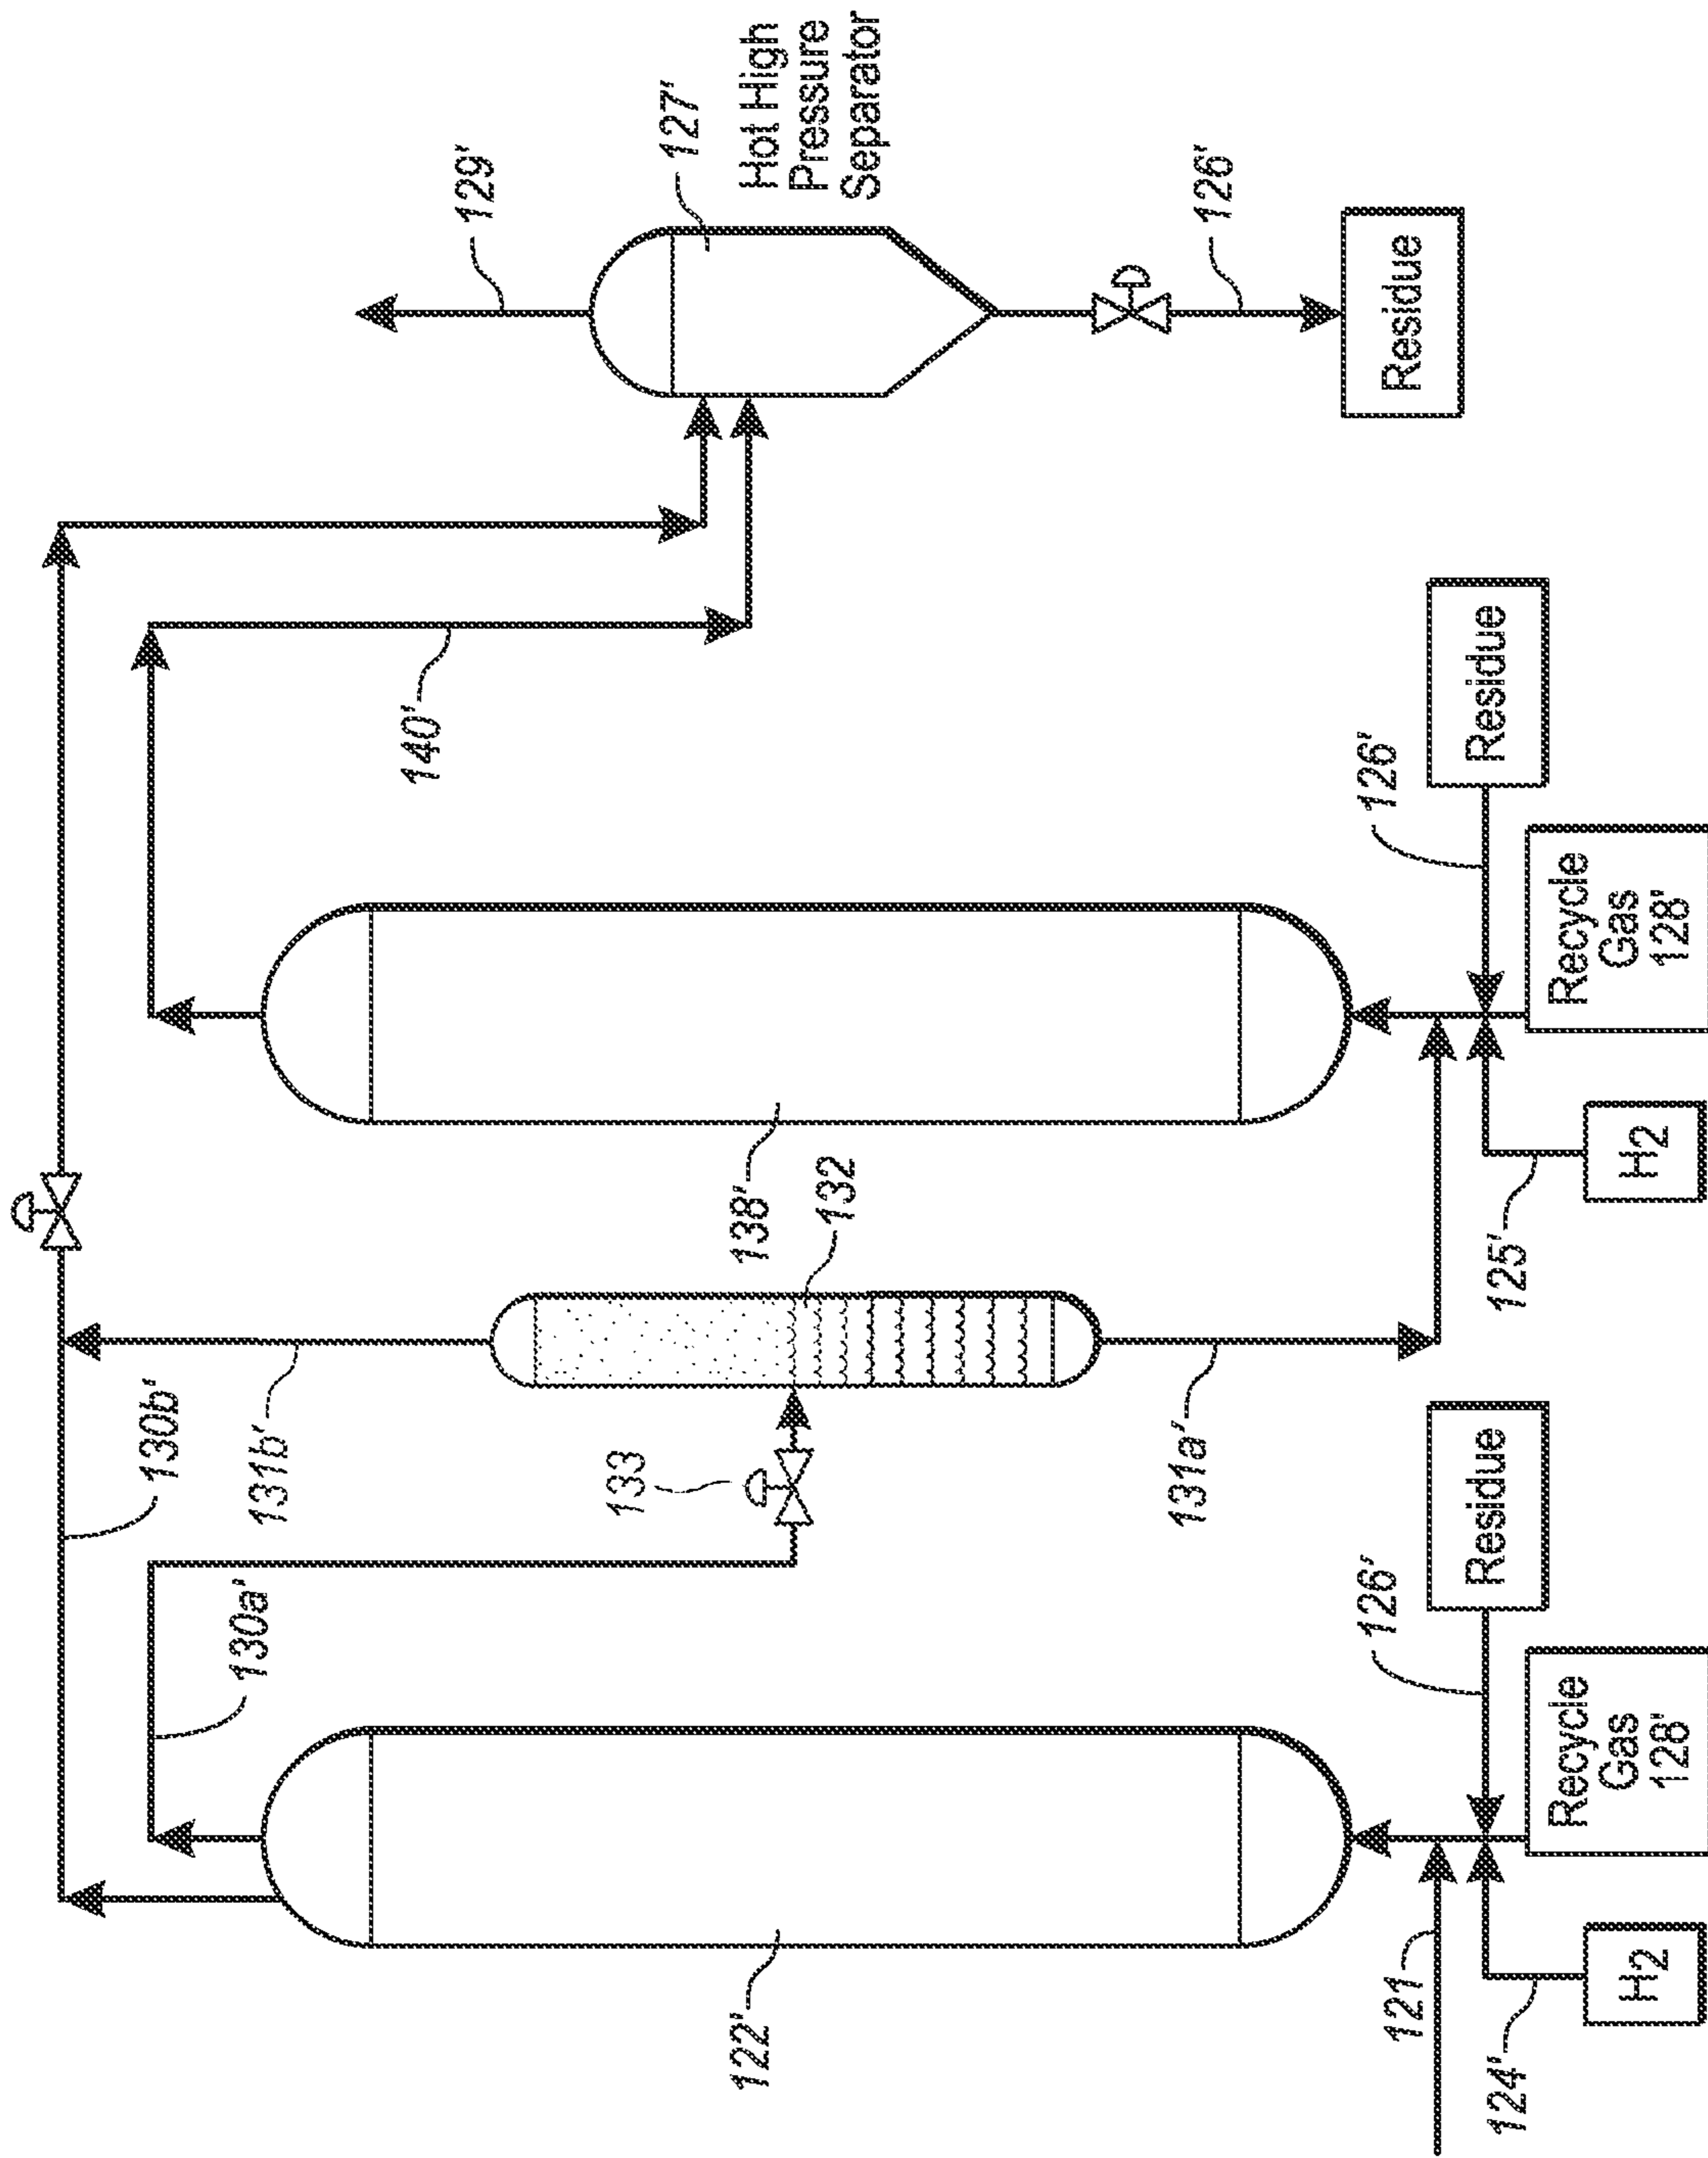 130b'
130a'
131b'
133
122'
138'
132
131a'
140'
129'
127'
Hot High
Pressure
Separator
126'
Residue
121
124'
H2
126'
Residue
Recycle
Gas
128'
125'
H2
126'
Residue
Recycle
Gas
128'